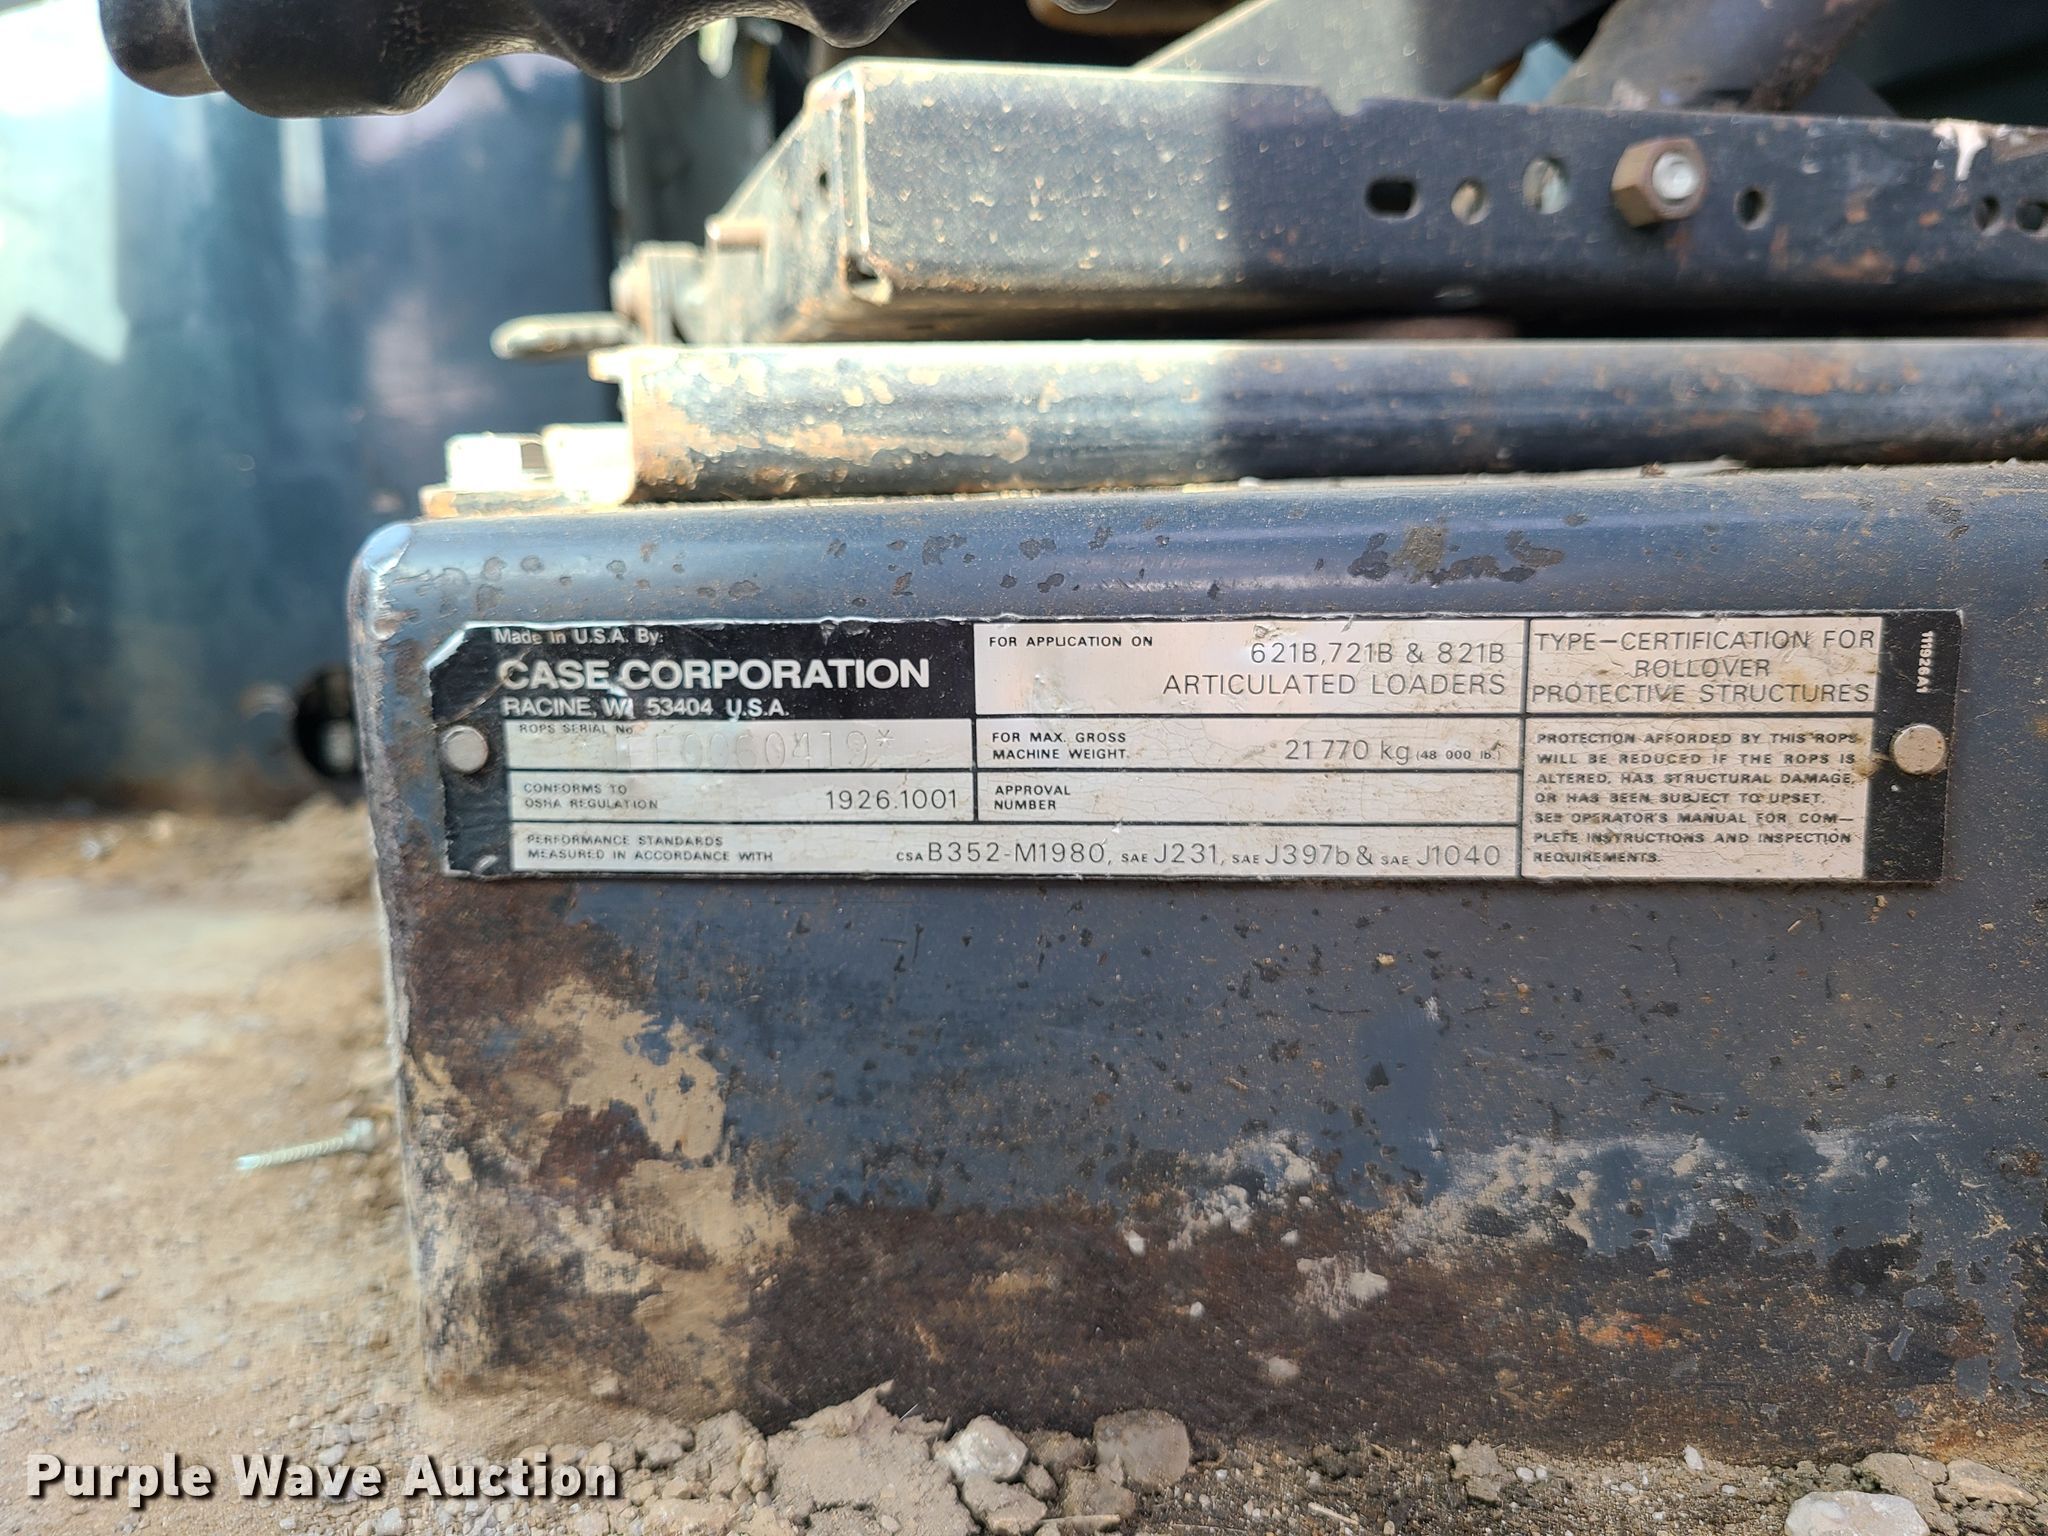 Made in U.S.A. By:
CASE CORPORATION
RACINE, WI 53404 U.S.A.
ROPS SERIAL No
CONFORMS TO
OSHA REGULATION 1926.1001
PERFORMANCE STANDARDS
MEASURED IN ACCORDANCE WITH CSA B352-M1980, SAE J231, SAE J397b & SAE J1040
FOR APPLICATION ON 621B,721B & 821B
ARTICULATED LOADERS
FOR MAX. GROSS
MACHINE WEIGHT. 21 770 kg (48 000 lb.)
APPROVAL
NUMBER
TYPE-CERTIFICATION FOR
ROLLOVER
PROTECTIVE STRUCTURES
PROTECTION AFFORDED BY THIS ROPS
WILL BE REDUCED IF THE ROPS IS
ALTERED, HAS STRUCTURAL DAMAGE,
OR HAS BEEN SUBJECT TO UPSET.
SEE OPERATOR'S MANUAL FOR COM-
PLETE INSTRUCTIONS AND INSPECTION
REQUIREMENTS.
Purple Wave Auction